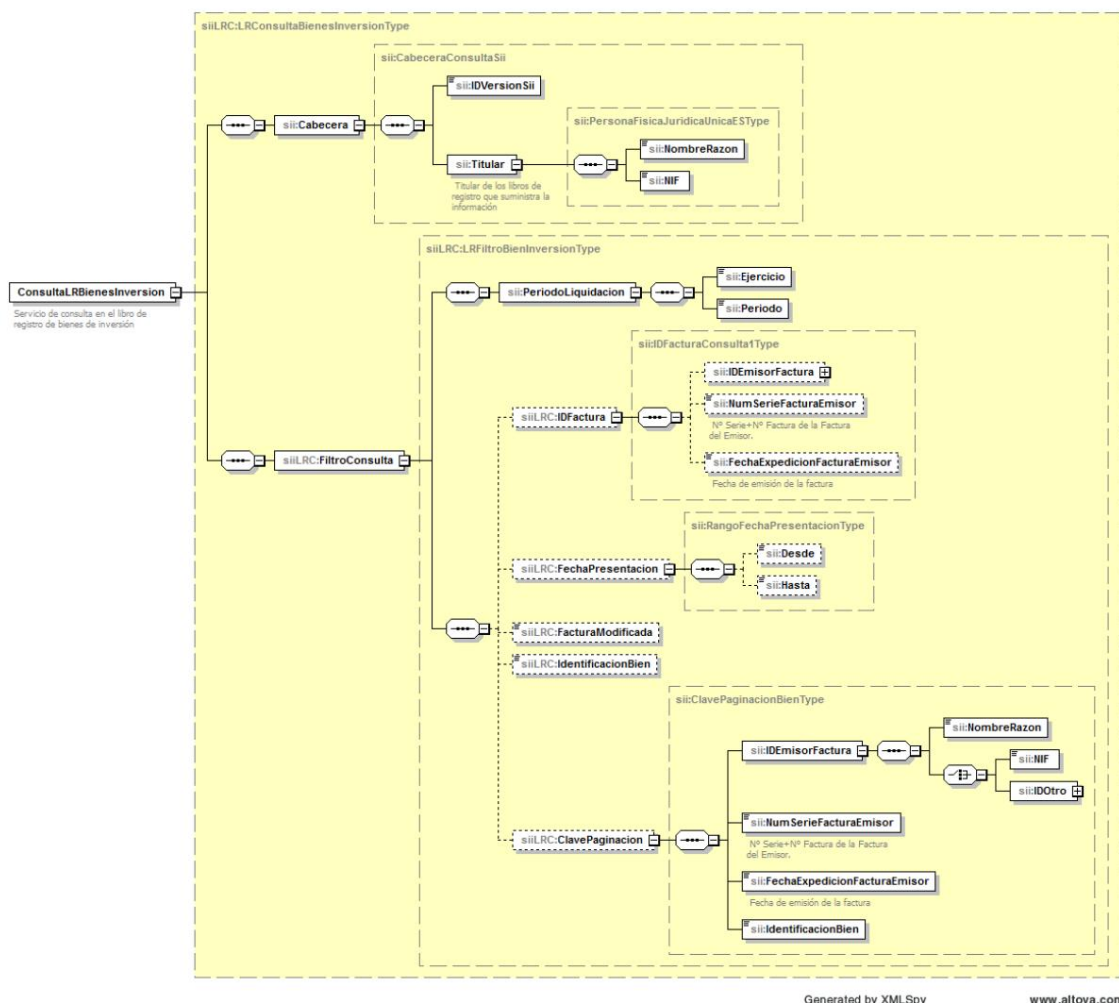 siiLRC:LRConsultaBienesInversionType
sii:CabeceraConsultaSii
sii:IDVersionSii
sii:PersonaFisicaJuridicaUnicaESType
sii:Cabecera
sii:NombreRazon
sii:Titular
sii:NIF
Titular de los libros de
registro que suministra la
información
siiLRC:LRFiltroBienInversionType
ConsultaLRBienesInversion
Servicio de consulta en el libro de
registro de bienes de inversión
sii:PeriodoLiquidacion
sii:Ejercicio
sii:Periodo
sii:IDFacturaConsulta1Type
sii:IDEmisorFactura
siiLRC:IDFactura
sii:NumSerieFacturaEmisor
Nº Serie+Nº Factura de la Factura
del Emisor.
siiLRC:FiltroConsulta
sii:FechaExpedicionFacturaEmisor
Fecha de emisión de la factura
sii:RangoFechaPresentacionType
sii:Desde
siiLRC:FechaPresentacion
sii:Hasta
siiLRC:FacturaModificada
siiLRC:IdentificacionBien
sii:ClavePaginacionBienType
sii:NombreRazon
sii:IDEmisorFactura
sii:NIF
sii:IDOtro
siiLRC:ClavePaginacion
sii:NumSerieFacturaEmisor
Nº Serie+Nº Factura de la Factura
del Emisor.
sii:FechaExpedicionFacturaEmisor
Fecha de emisión de la factura
sii:IdentificacionBien
Generated by XMLSpy
www.altova.com